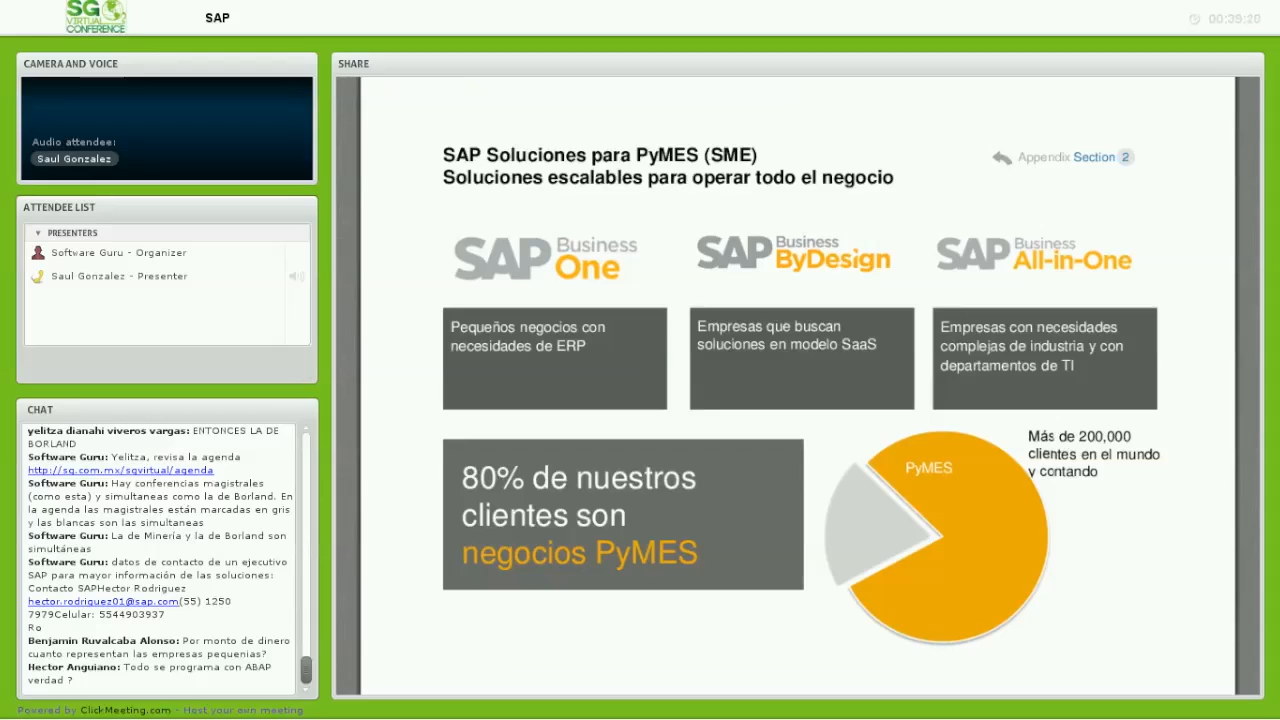 SG
VIRTUAL
CONFERENCE
SAP
00:39:20
CAMERA AND VOICE
Audio attendee:
Saul Gonzalez
ATTENDEE LIST
PRESENTERS
Software Guru - Organizer
Saul Gonzalez - Presenter
CHAT
yelitza dianahi viveros vargas: ENTONCES LA DE
BORLAND
Software Guru: Yelitza, revisa la agenda
http://sg.com.mx/sgvirtual/agenda
Software Guru: Hay conferencias magistrales
(como esta) y simultaneas como la de Borland. En
la agenda las magistrales están marcadas en gris
y las blancas son las simultaneas
Software Guru: La de Minería y la de Borland son
simultáneas
Software Guru: datos de contacto de un ejecutivo
SAP para mayor información de las soluciones:
Contacto SAPHector Rodriguez
hector.rodriguez01@sap.com(55) 1250
7979Celular: 5544903937
Ro
Benjamin Ruvalcaba Alonso: Por monto de dinero
cuanto representan las empresas pequenias?
Hector Anguiano: Todo se programa con ABAP
verdad ?
Powered by ClickMeeting.com - Host your own meeting
SHARE
SAP Soluciones para PyMES (SME)
Soluciones escalables para operar todo el negocio
Appendix Section 2
SAP Business One
SAP Business ByDesign
SAP Business All-in-One
Pequeños negocios con
necesidades de ERP
Empresas que buscan
soluciones en modelo SaaS
Empresas con necesidades
complejas de industria y con
departamentos de TI
80% de nuestros
clientes son
negocios PyMES
PyMES
Más de 200,000
clientes en el mundo
y contando